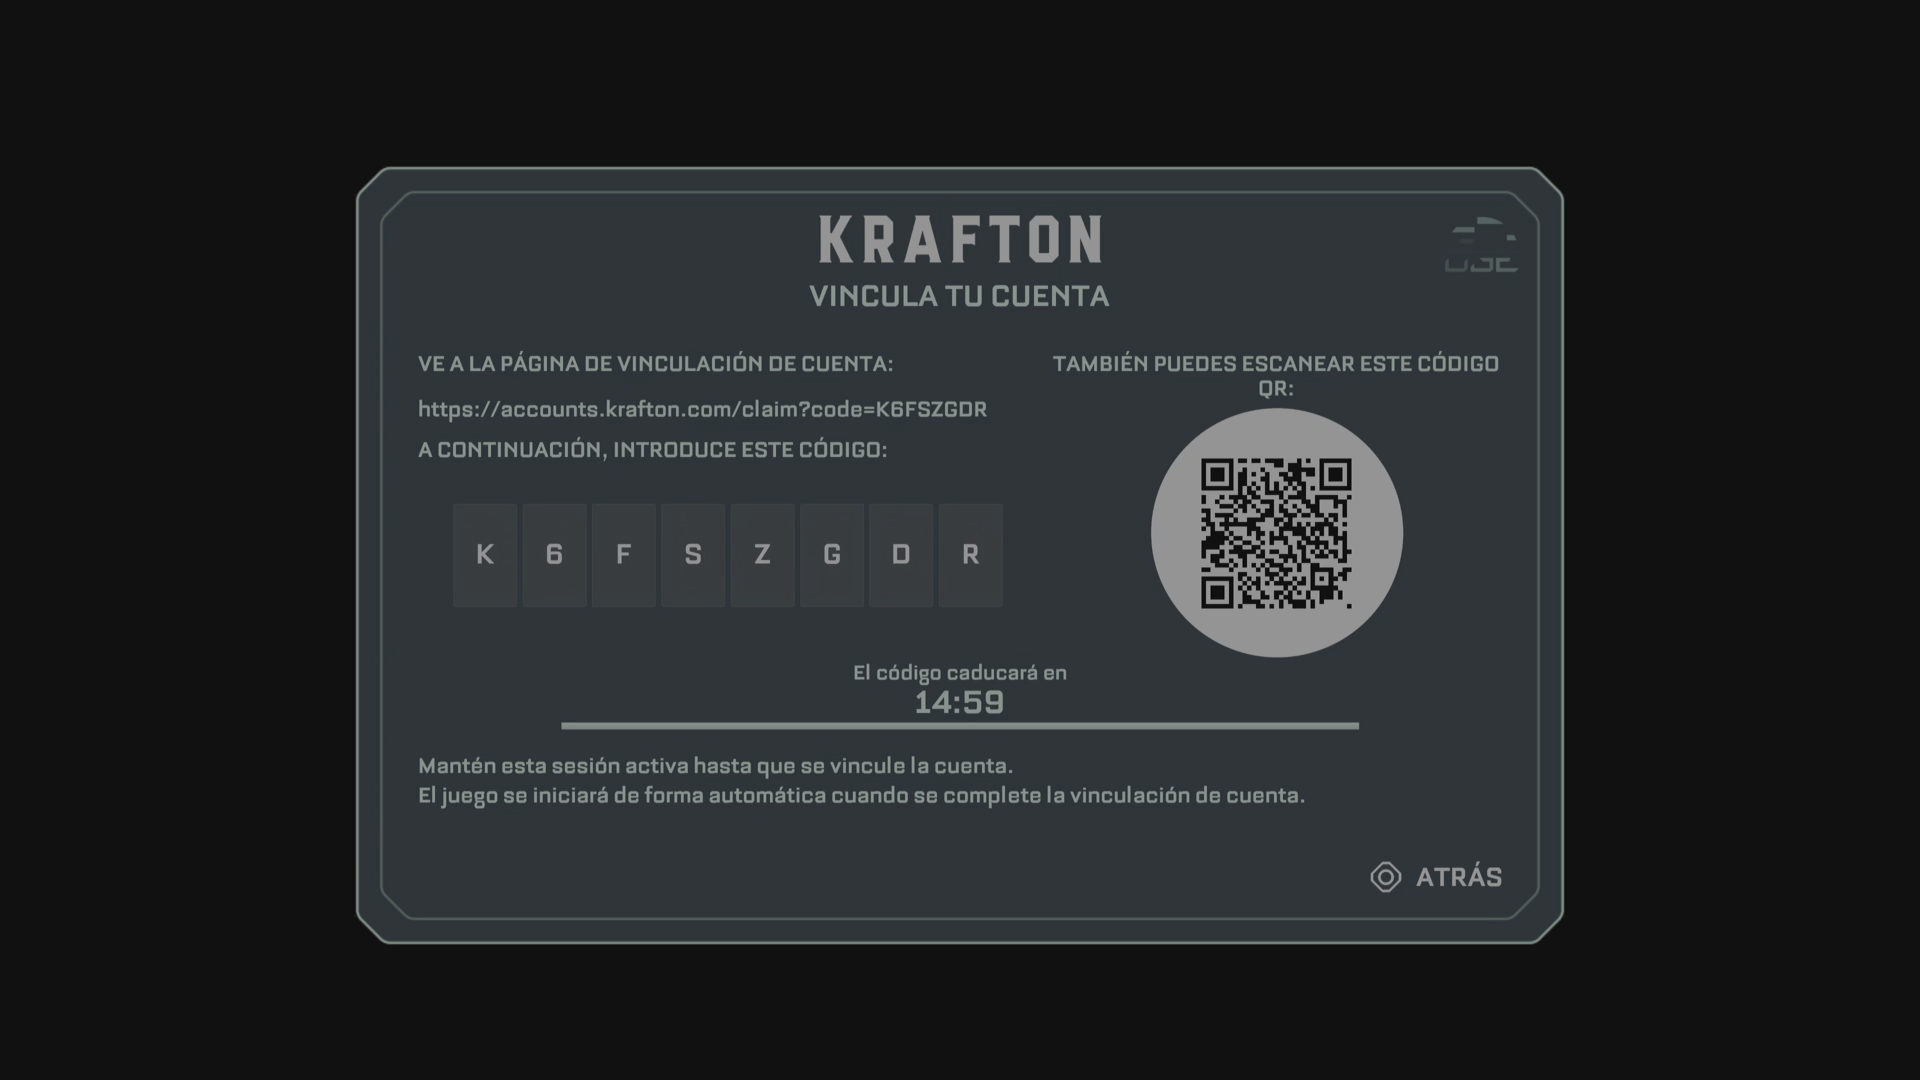 KRAFTON
VINCULA TU CUENTA
VE A LA PÁGINA DE VINCULACIÓN DE CUENTA:
https://accounts.krafton.com/claim?code=K6FSZGDR
A CONTINUACIÓN, INTRODUCE ESTE CÓDIGO:
K 6 F S Z G D R
TAMBIÉN PUEDES ESCANEAR ESTE CÓDIGO
QR:
El código caducará en
14:59
Mantén esta sesión activa hasta que se vincule la cuenta.
El juego se iniciará de forma automática cuando se complete la vinculación de cuenta.
ATRÁS